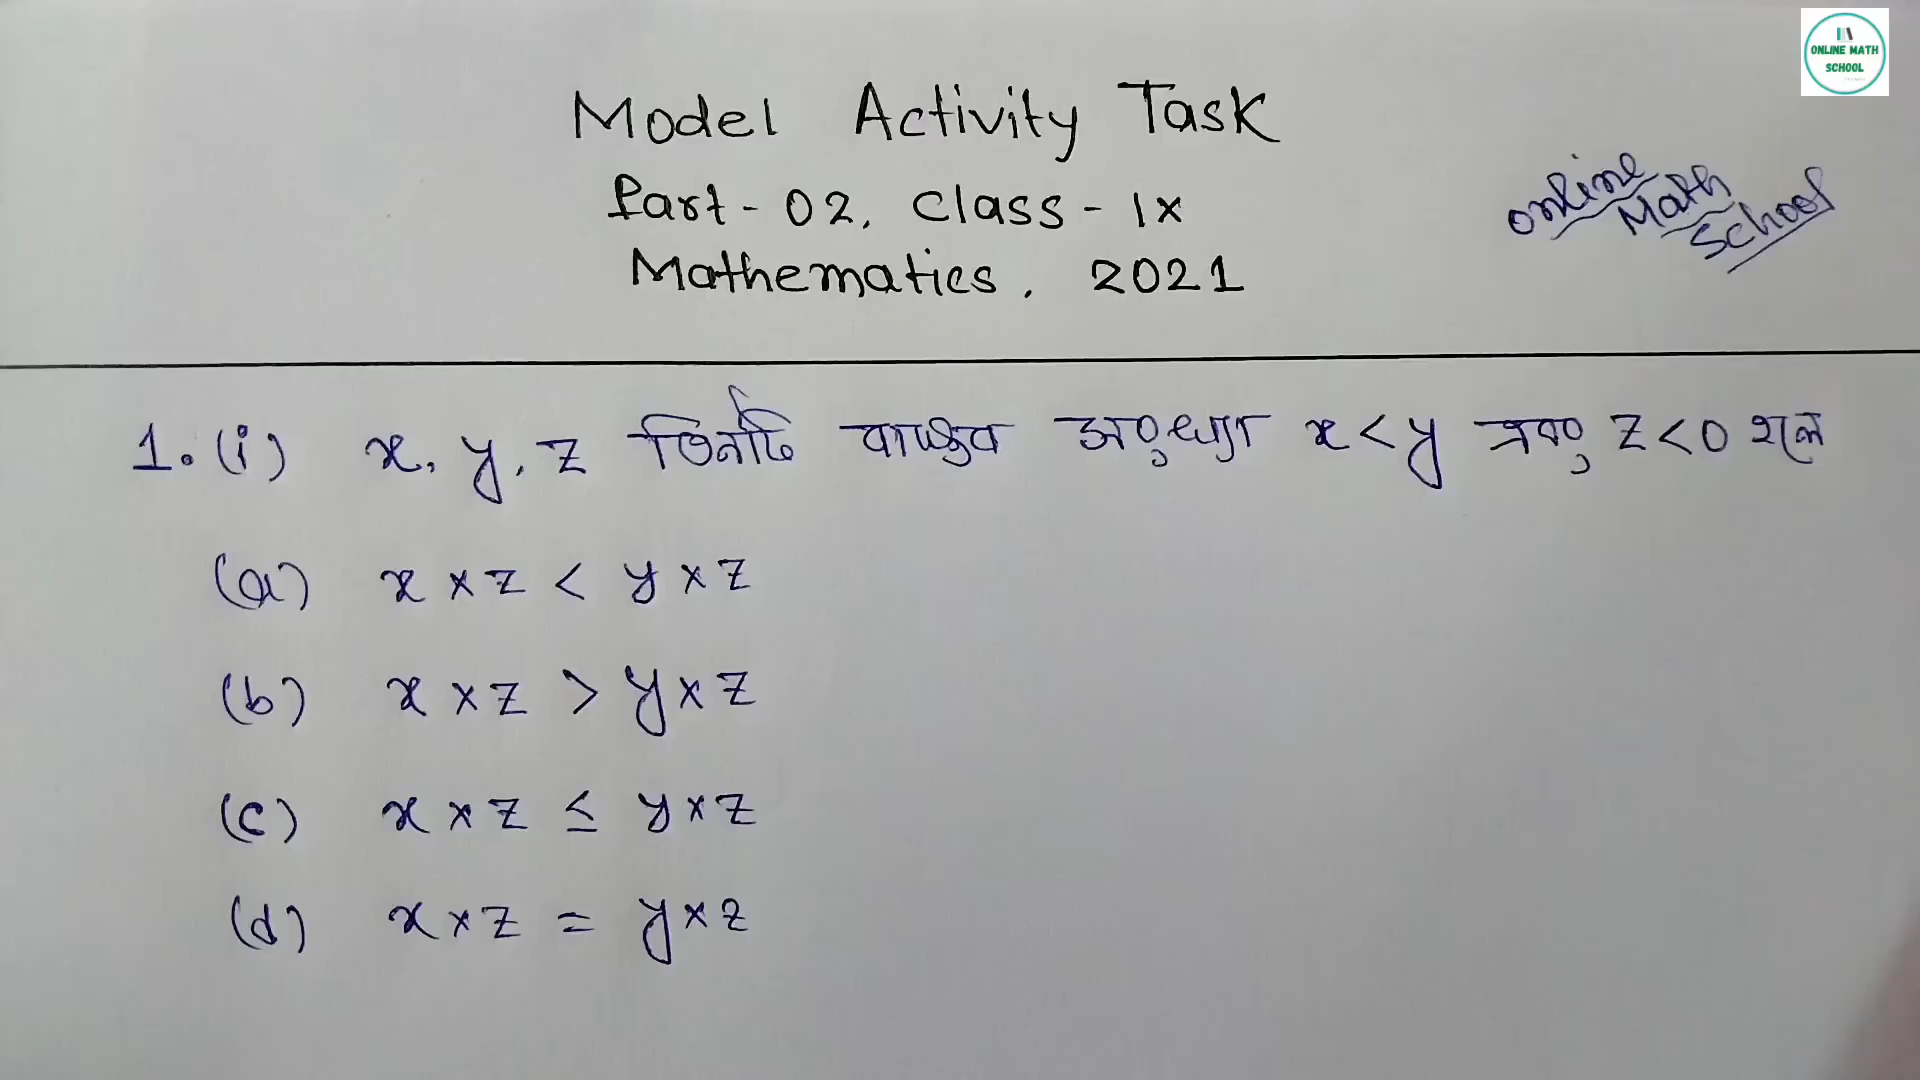 ONLINE MATH
SCHOOL
Model Activity Task
Part - 02, Class - IX
Mathematics, 2021
Online
Math
School
1. (i) x, y, z তিনটি বাস্তব সংখ্যা x < y এবং z < 0 হলে
(a) x × z < y × z
(b) x × z > y × z
(c) x × z ≤ y × z
(d) x × z = y × z